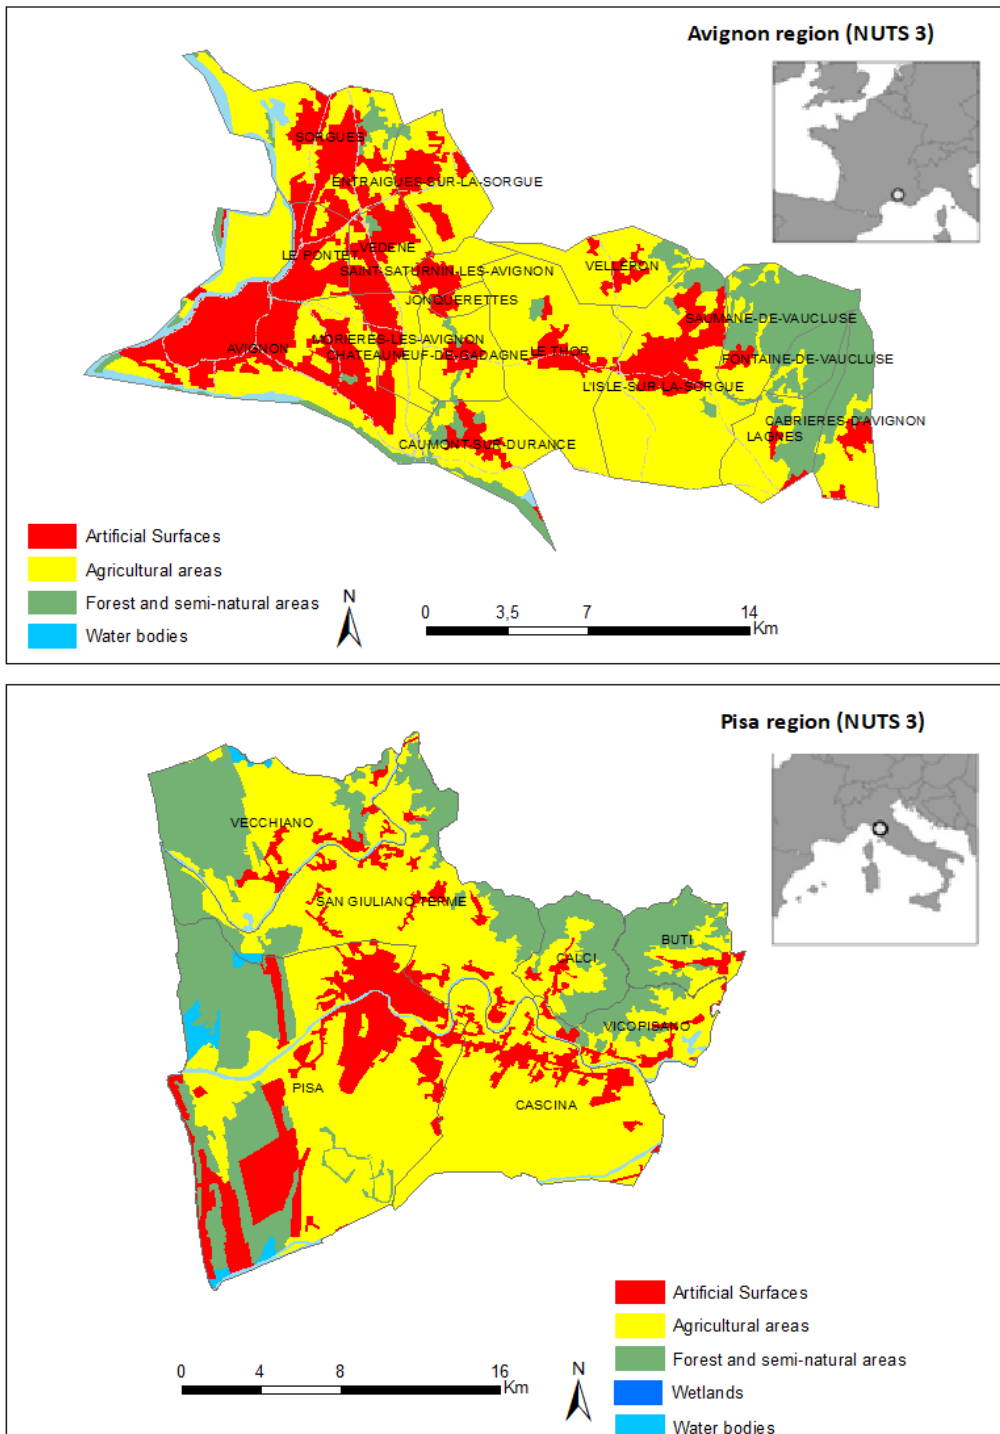 Avignon region (NUTS 3)
SORGUES
ENTRAIGUES-SUR-LA-SORGUE
LE PONTET
VEDENE
SAINT-SATURNIN-LES-AVIGNON
VELLERON
JONQUERETTES
SAUMANE-DE-VAUCLUSE
MORIERES-LES-AVIGNON
AVIGNON
CHATEAUNEUF-DE-GADAGNE
LE THOR
FONTAINE-DE-VAUCLUSE
L'ISLE-SUR-LA-SORGUE
CABRIERES-D'AVIGNON
LAGNES
CAUMONT-SUR-DURANCE
Artificial Surfaces
Agricultural areas
Forest and semi-natural areas
Water bodies
N
0 3,5 7 14
Km
Pisa region (NUTS 3)
VECCHIANO
SAN GIULIANO TERME
BUTI
CALCI
VICOPISANO
PISA
CASCINA
Artificial Surfaces
Agricultural areas
Forest and semi-natural areas
Wetlands
Water bodies
0 4 8 16
Km
N